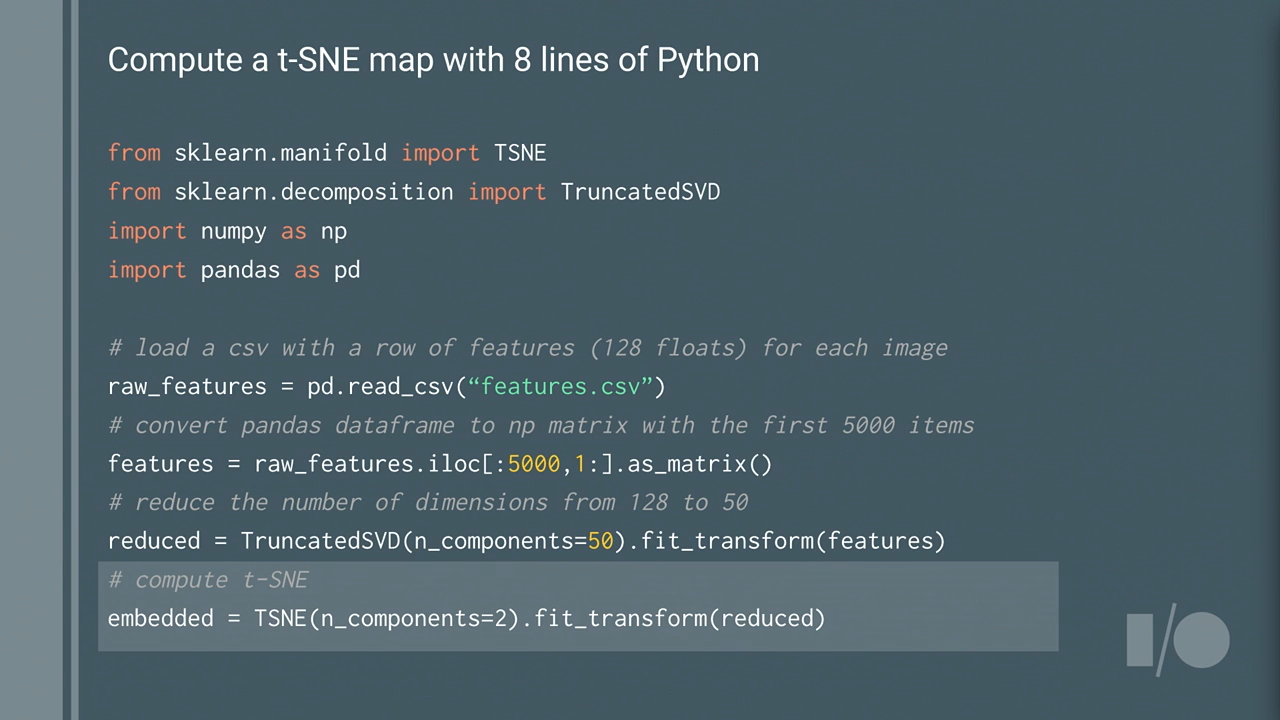 Compute a t-SNE map with 8 lines of Python
from sklearn.manifold import TSNE
from sklearn.decomposition import TruncatedSVD
import numpy as np
import pandas as pd
# load a csv with a row of features (128 floats) for each image
raw_features = pd.read_csv(“features.csv”)
# convert pandas dataframe to np matrix with the first 5000 items
features = raw_features.iloc[:5000,1:].as_matrix()
# reduce the number of dimensions from 128 to 50
reduced = TruncatedSVD(n_components=50).fit_transform(features)
# compute t-SNE
embedded = TSNE(n_components=2).fit_transform(reduced)
I/O